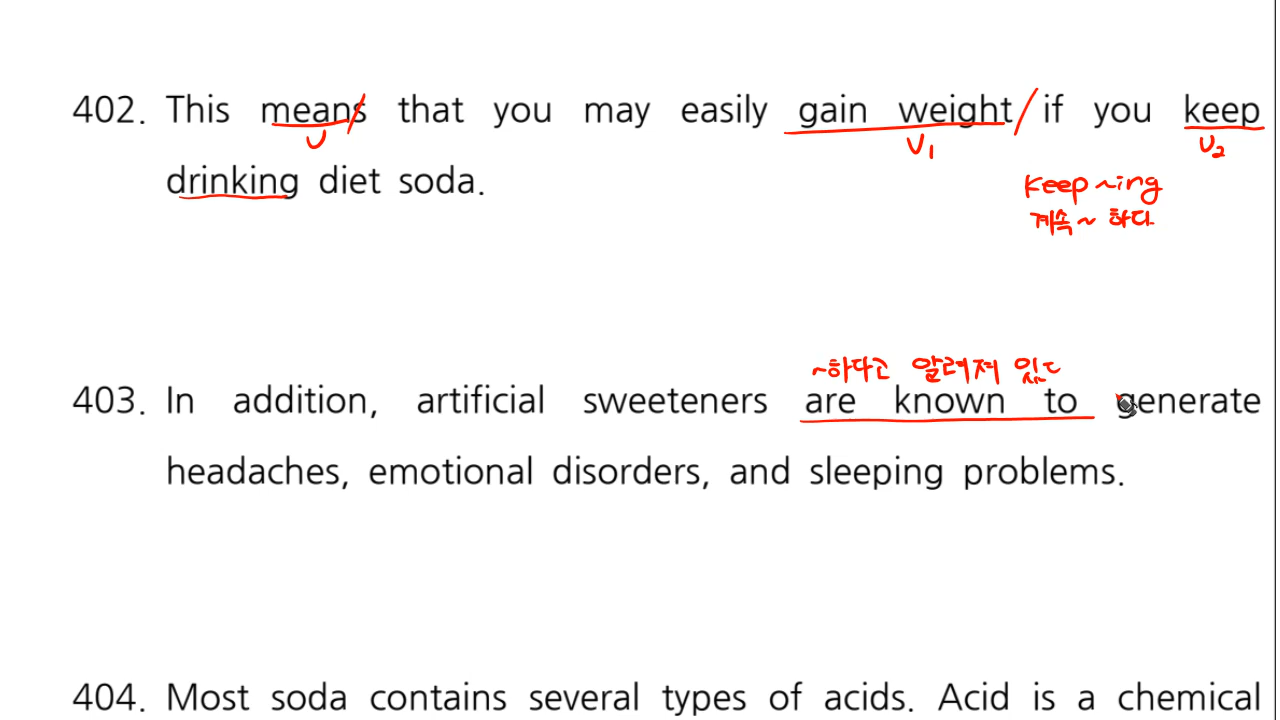 402. This means that you may easily gain weight / if you keep
V V₁ V₂
drinking diet soda.
keep ~ing
계속 ~ 하다
~하다고 알려져 있다
403. In addition, artificial sweeteners are known to generate
headaches, emotional disorders, and sleeping problems.
404. Most soda contains several types of acids. Acid is a chemical